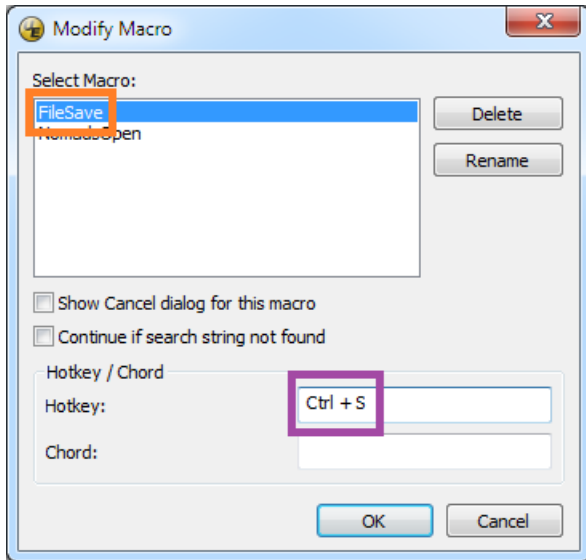 Modify Macro
Select Macro:
FileSave
NomadsOpen
Delete
Rename
Show Cancel dialog for this macro
Continue if search string not found
Hotkey / Chord
Hotkey:
Ctrl + S
Chord:
OK
Cancel